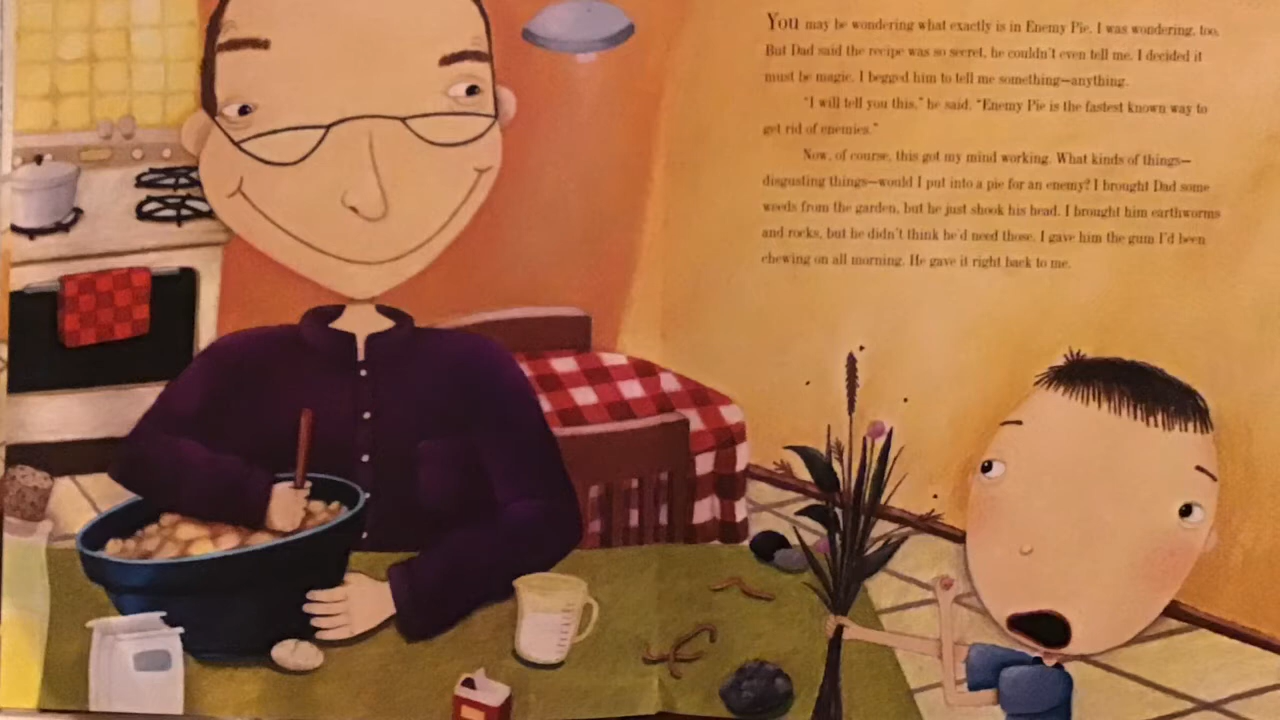 You may be wondering what exactly is in Enemy Pie. I was wondering, too.
But Dad said the recipe was so secret, he couldn't even tell me. I decided it
must be magic. I begged him to tell me something—anything.
"I will tell you this," he said. "Enemy Pie is the fastest known way to
get rid of enemies."
Now, of course, this got my mind working. What kinds of things—
disgusting things—would I put into a pie for an enemy? I brought Dad some
weeds from the garden, but he just shook his head. I brought him earthworms
and rocks, but he didn't think he'd need those. I gave him the gum I'd been
chewing on all morning. He gave it right back to me.